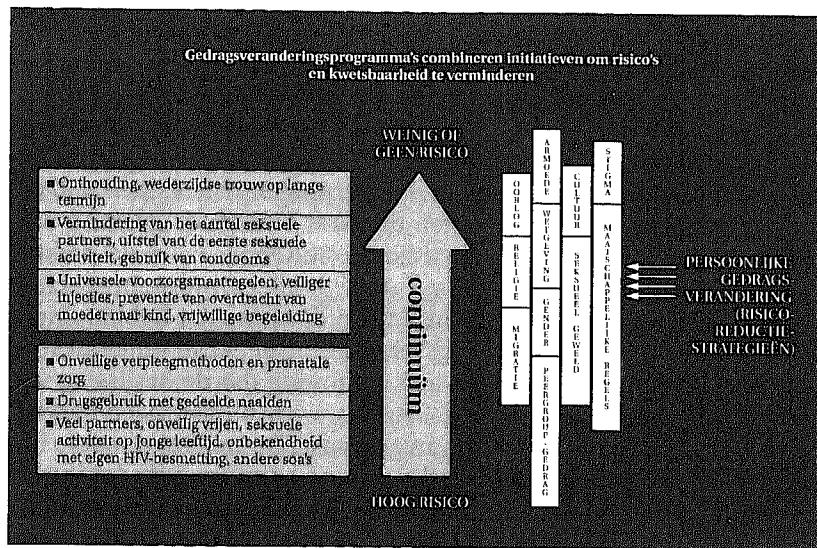 Gedragsveranderingsprogramma's combineren initiatieven om risico's
en kwetsbaarheid te verminderen
WEINIG OF
GEEN RISICO
■ Onthouding, wederzijdse trouw op lange
termijn
■ Vermindering van het aantal seksuele
partners, uitstel van de eerste seksuele
activiteit, gebruik van condooms
■ Universele voorzorgsmaatregelen, veiliger
injecties, preventie van overdracht van
moeder naar kind, vrijwillige begeleiding
■ Onveilige verpleegmethoden en prenatale
zorg
■ Drugsgebruik met gedeelde naalden
■ Veel partners, onveilig vrijen, seksuele
activiteit op jonge leeftijd, onbekendheid
met eigen HIV-besmetting, andere soa's
continuüm
HOOG RISICO
OORLOG
RELIGIE
MIGRATIE
ARMOEDE
WETGEVING
GENDER
PEERGROUP-GEDRAG
CULTUUR
SEKSUEEL GEWELD
STIGMA
MAATSCHAPPELIJKE REGELS
PERSOONLIJKE
GEDRAGS-
VERANDERING
(RISICO-
REDUCTIE-
STRATEGIEËN)